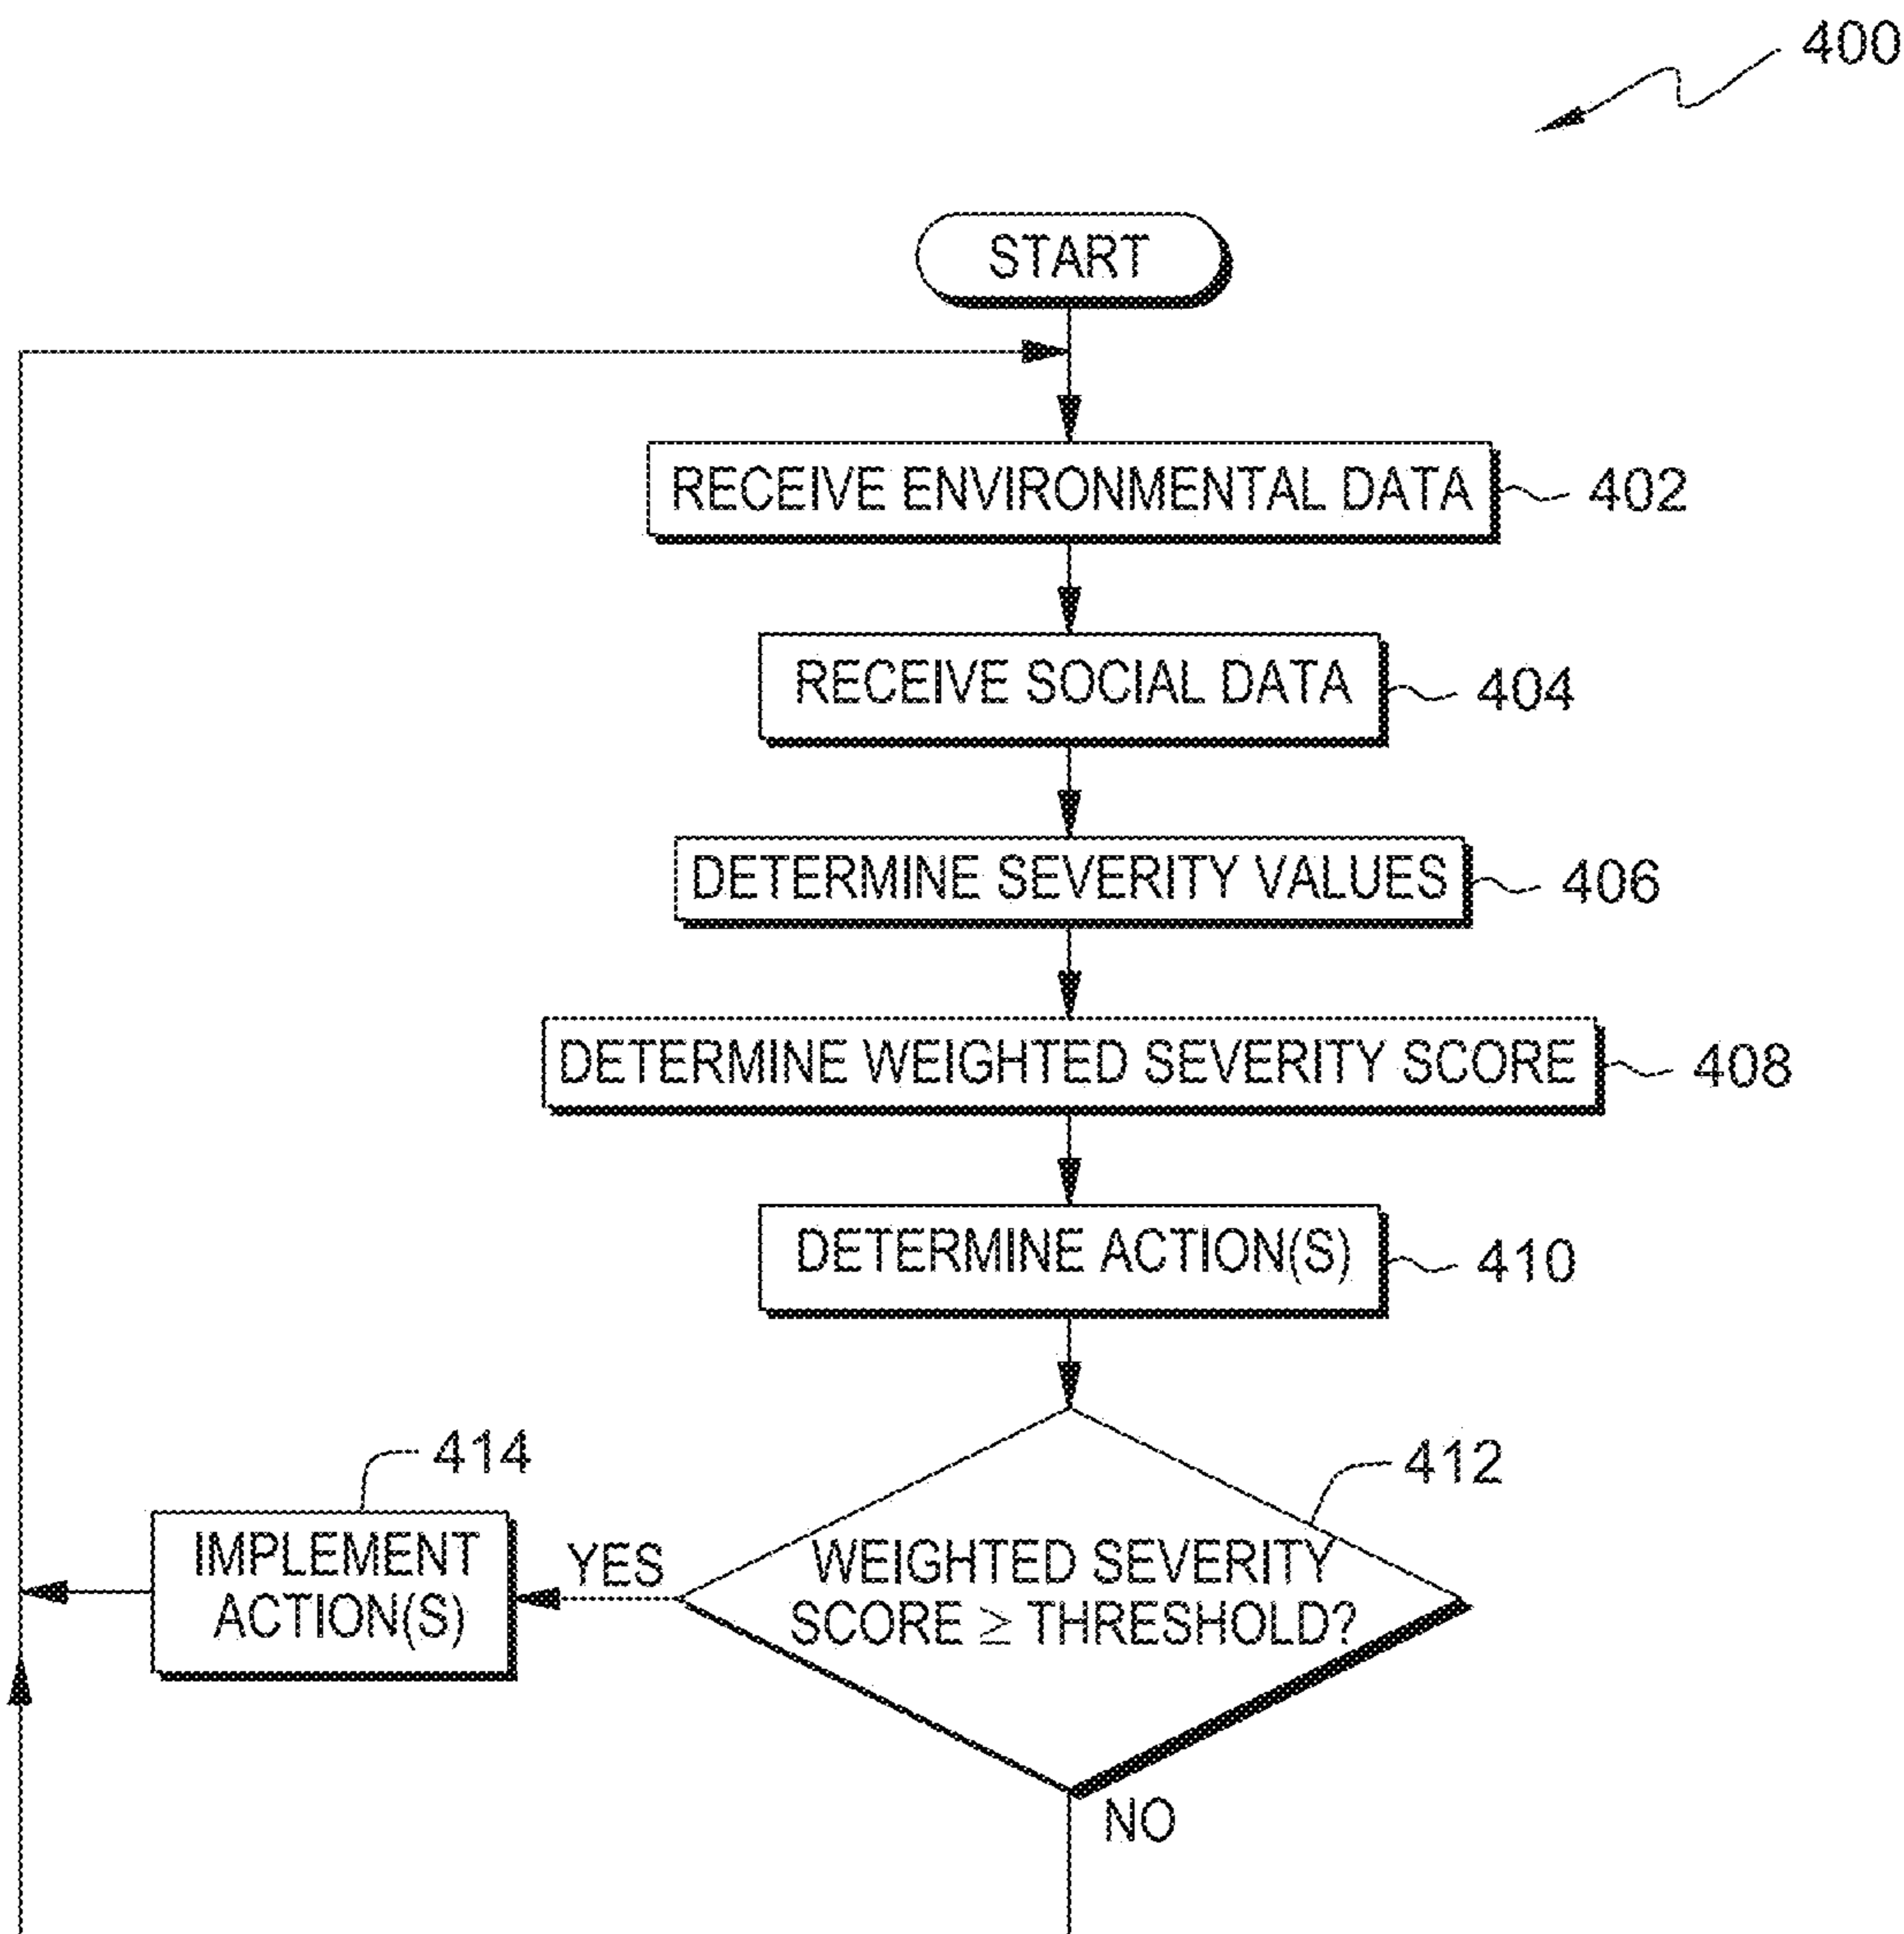 400
START
RECEIVE ENVIRONMENTAL DATA
402
RECEIVE SOCIAL DATA
404
DETERMINE SEVERITY VALUES
406
DETERMINE WEIGHTED SEVERITY SCORE
408
DETERMINE ACTION(S)
410
414
412
IMPLEMENT
ACTION(S)
YES
WEIGHTED SEVERITY
SCORE ≥ THRESHOLD?
NO